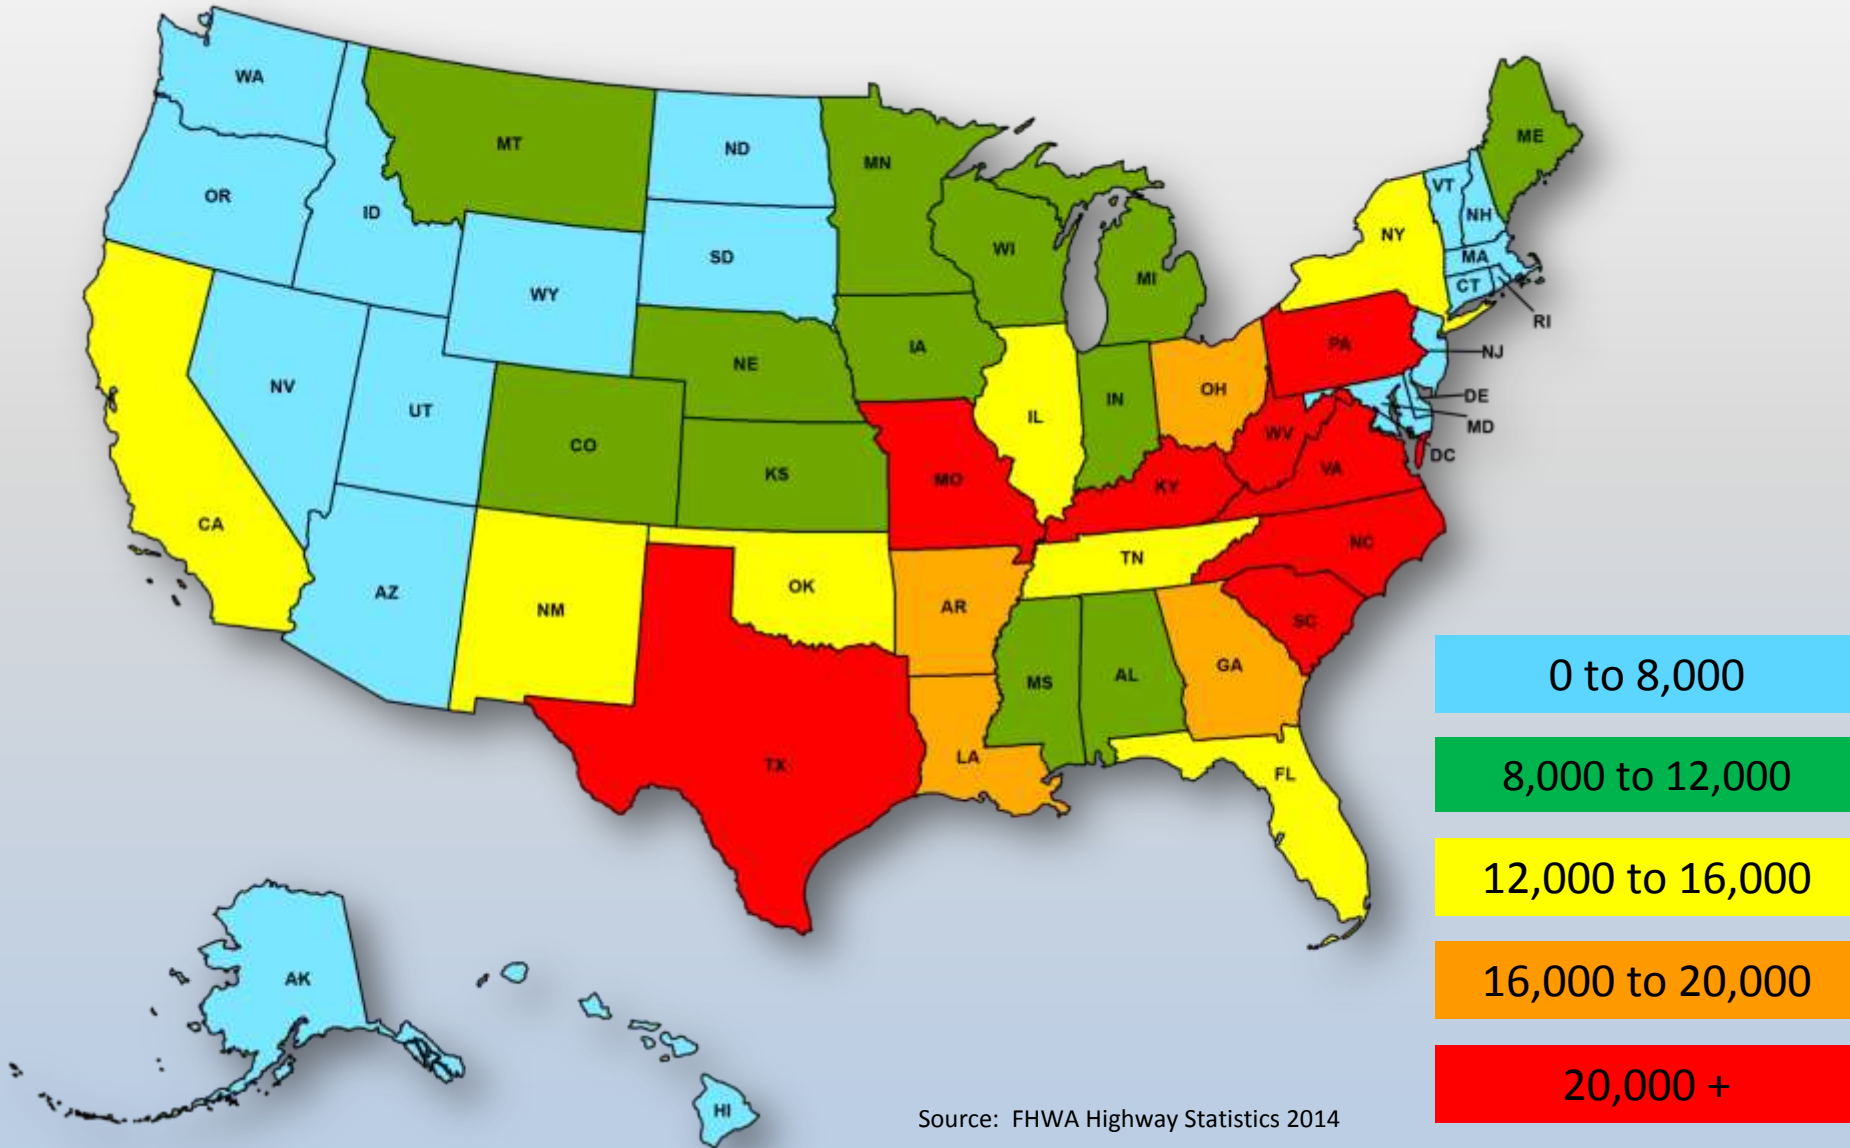 WA
MT
ND
MN
ME
OR
ID
VT
NH
NY
SD
WI
MA
MI
CT
WY
RI
IA
PA
NJ
NE
NV
UT
OH
DE
IN
IL
MD
CO
WV
DC
VA
KS
MO
KY
CA
NC
TN
AZ
OK
NM
AR
SC
GA
MS
AL
LA
TX
FL
AK
HI
0 to 8,000
8,000 to 12,000
12,000 to 16,000
16,000 to 20,000
20,000 +
Source: FHWA Highway Statistics 2014